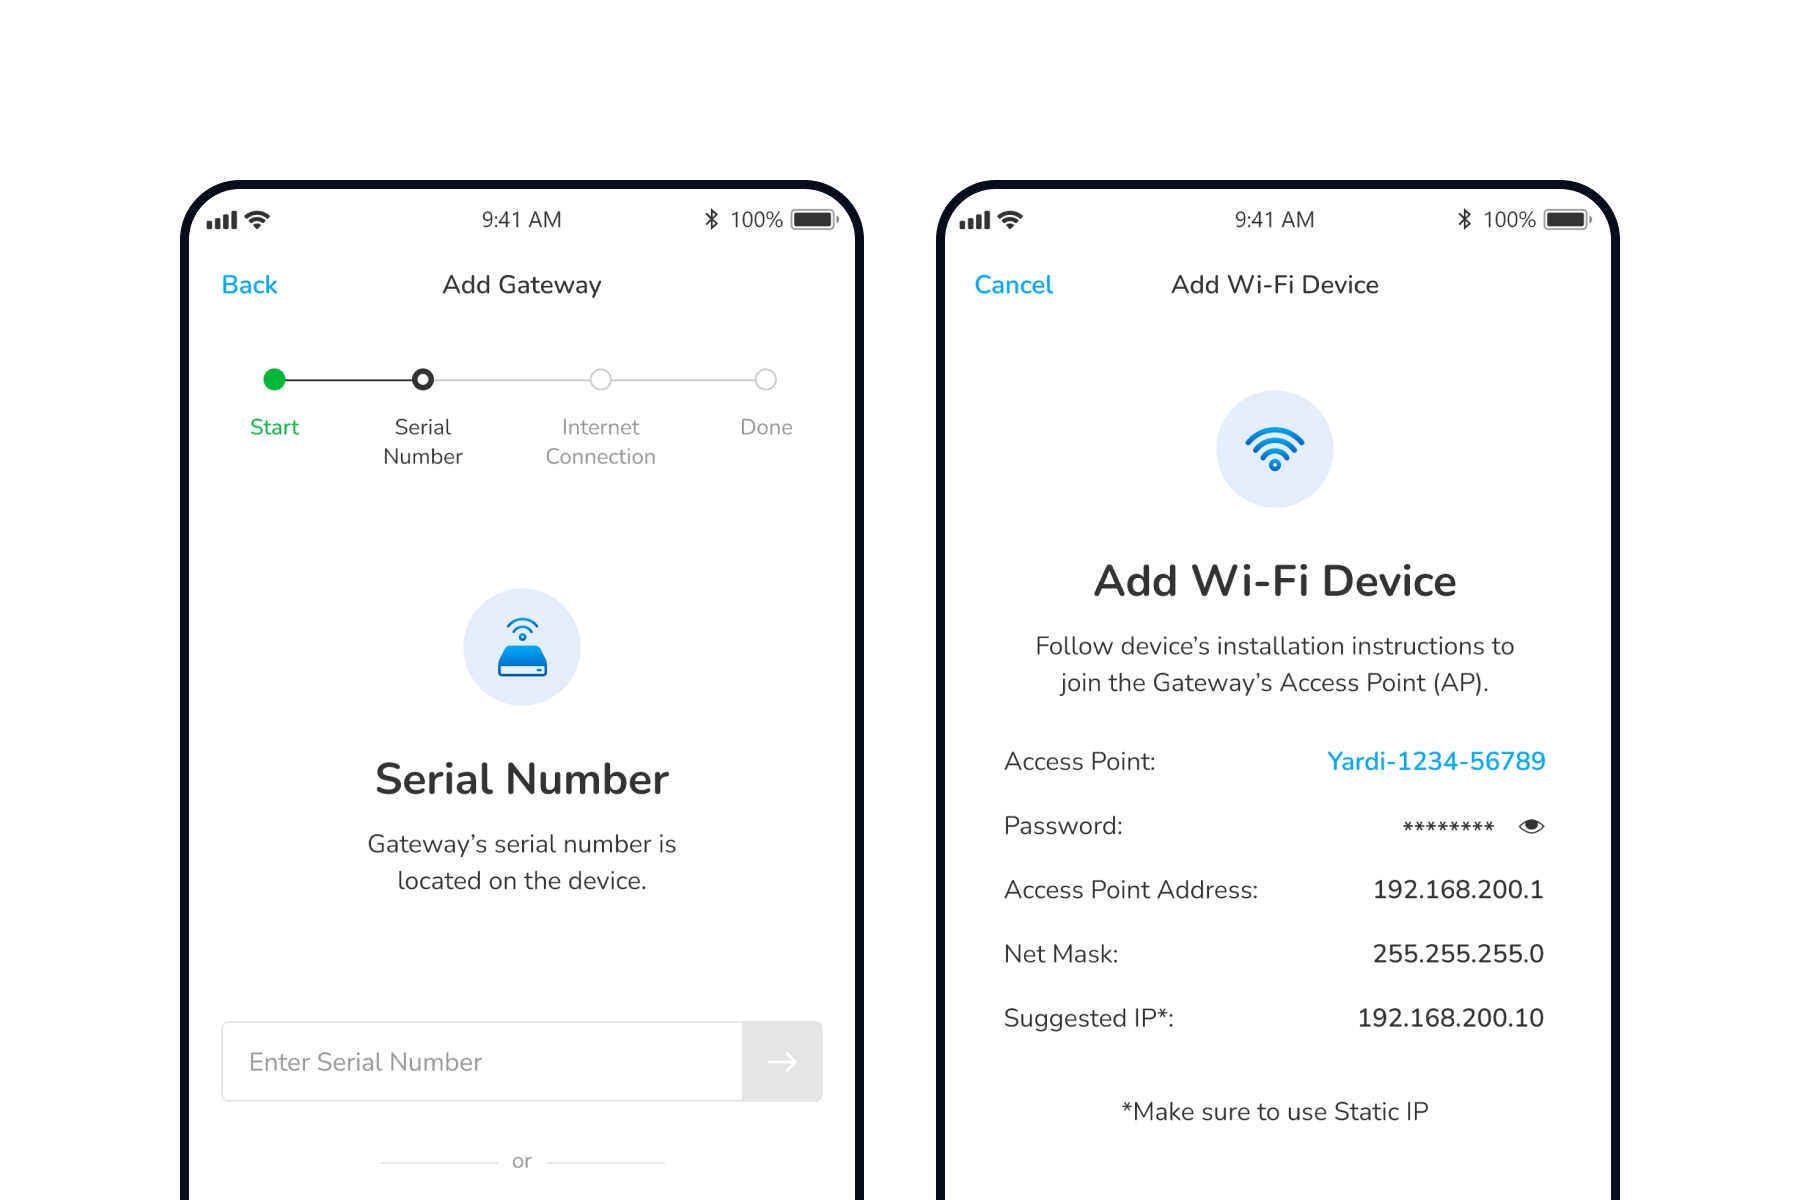 9:41 AM
100%
Back
Add Gateway
Start
Serial
Number
Internet
Connection
Done
Serial Number
Gateway’s serial number is
located on the device.
Enter Serial Number
or
9:41 AM
100%
Cancel
Add Wi-Fi Device
Add Wi-Fi Device
Follow device’s installation instructions to
join the Gateway’s Access Point (AP).
Access Point: Yardi-1234-56789
Password: ********
Access Point Address: 192.168.200.1
Net Mask: 255.255.255.0
Suggested IP*: 192.168.200.10
*Make sure to use Static IP